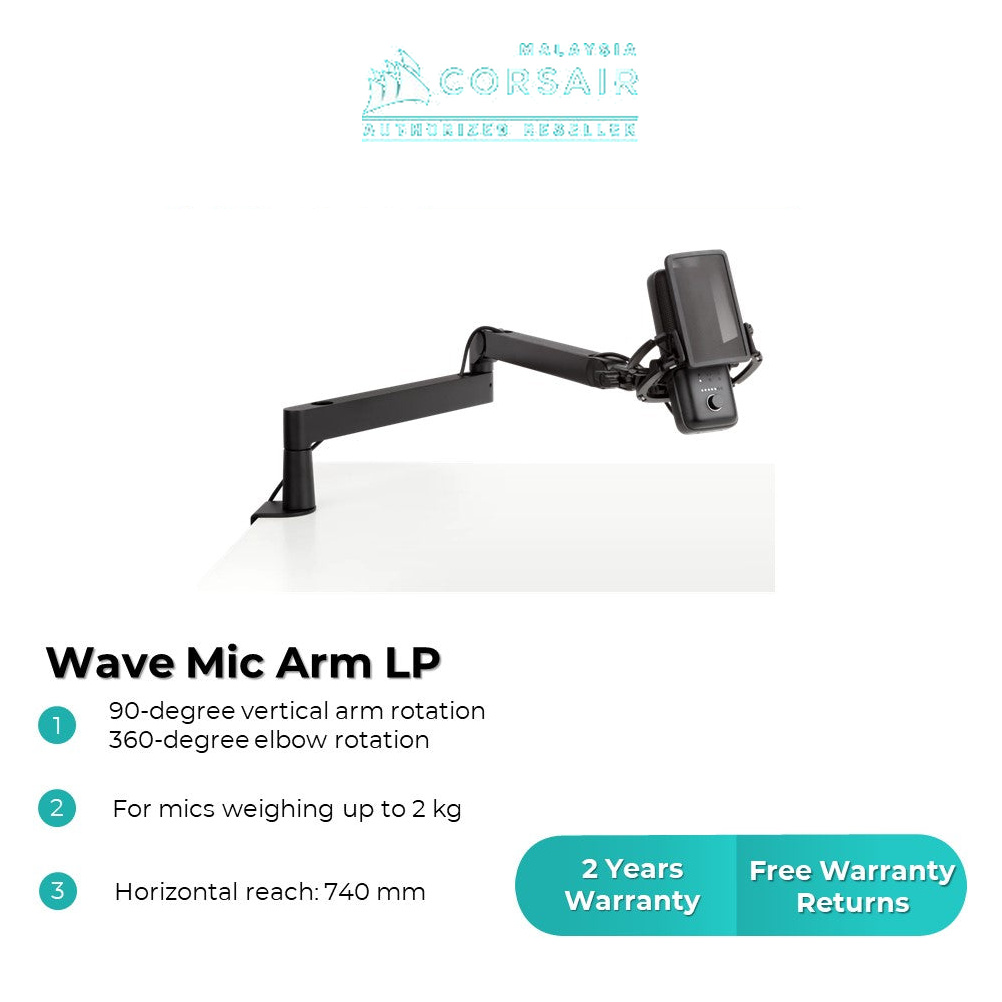 MALAYSIA
CORSAIR
AUTHORIZED RESELLER
Wave Mic Arm LP
1
90-degree vertical arm rotation
360-degree elbow rotation
2
For mics weighing up to 2 kg
3
Horizontal reach: 740 mm
2 Years
Warranty
Free Warranty
Returns